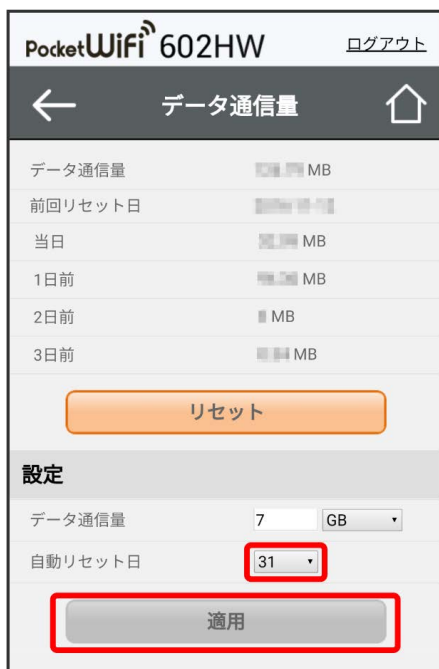 PocketWiFi 602HW ログアウト
データ通信量
データ通信量 MB
前回リセット日
当日 MB
1日前 MB
2日前 MB
3日前 MB
リセット
設定
データ通信量 7 GB
自動リセット日 31
適用